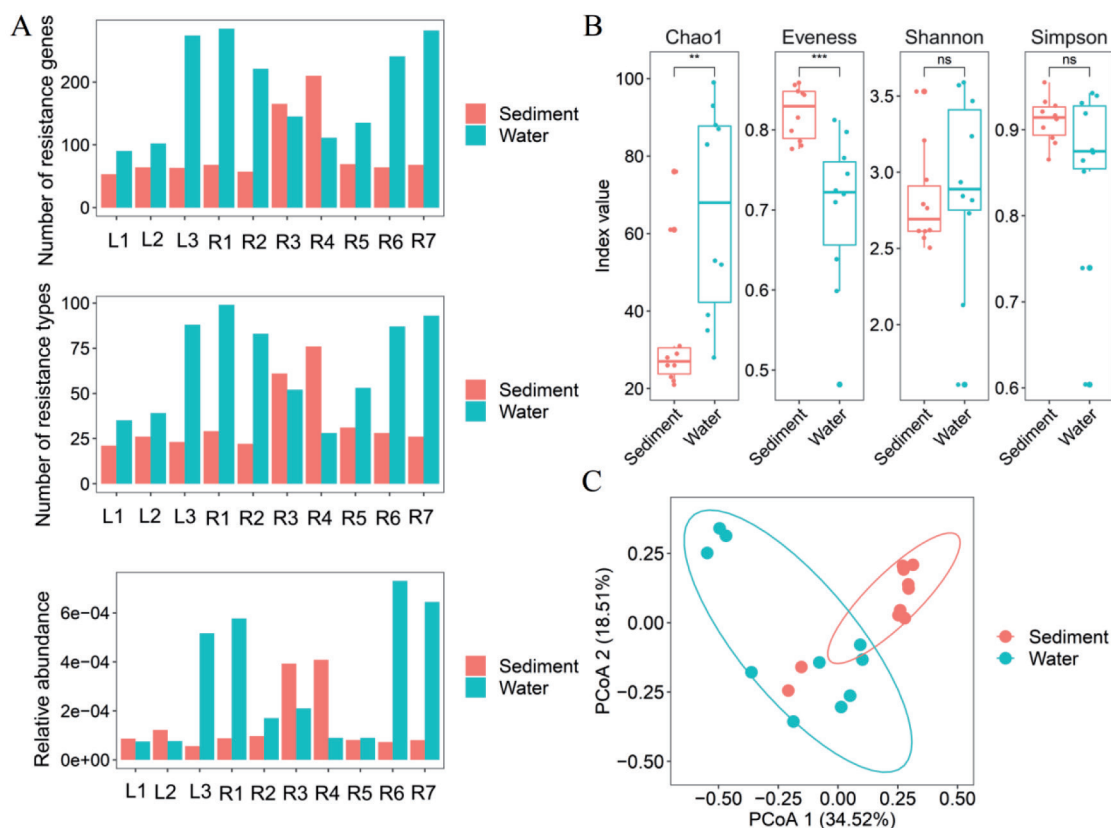 A
Number of resistance genes
200
100
0
L1 L2 L3 R1 R2 R3 R4 R5 R6 R7
Sediment
Water
Number of resistance types
100
75
50
25
0
L1 L2 L3 R1 R2 R3 R4 R5 R6 R7
Sediment
Water
Relative abundance
6e−04
4e−04
2e−04
0e+00
L1 L2 L3 R1 R2 R3 R4 R5 R6 R7
Sediment
Water
B
Chao1 Eveness Shannon Simpson
** *** ns ns
Index value
100
80
60
40
20
0.8
0.7
0.6
0.5
3.5
3.0
2.5
2.0
0.9
0.8
0.7
0.6
Sediment Water Sediment Water Sediment Water Sediment Water
C
PCoA 2 (18.51%)
0.25
0.00
−0.25
−0.50
−0.50 −0.25 0.00 0.25 0.50
PCoA 1 (34.52%)
Sediment
Water